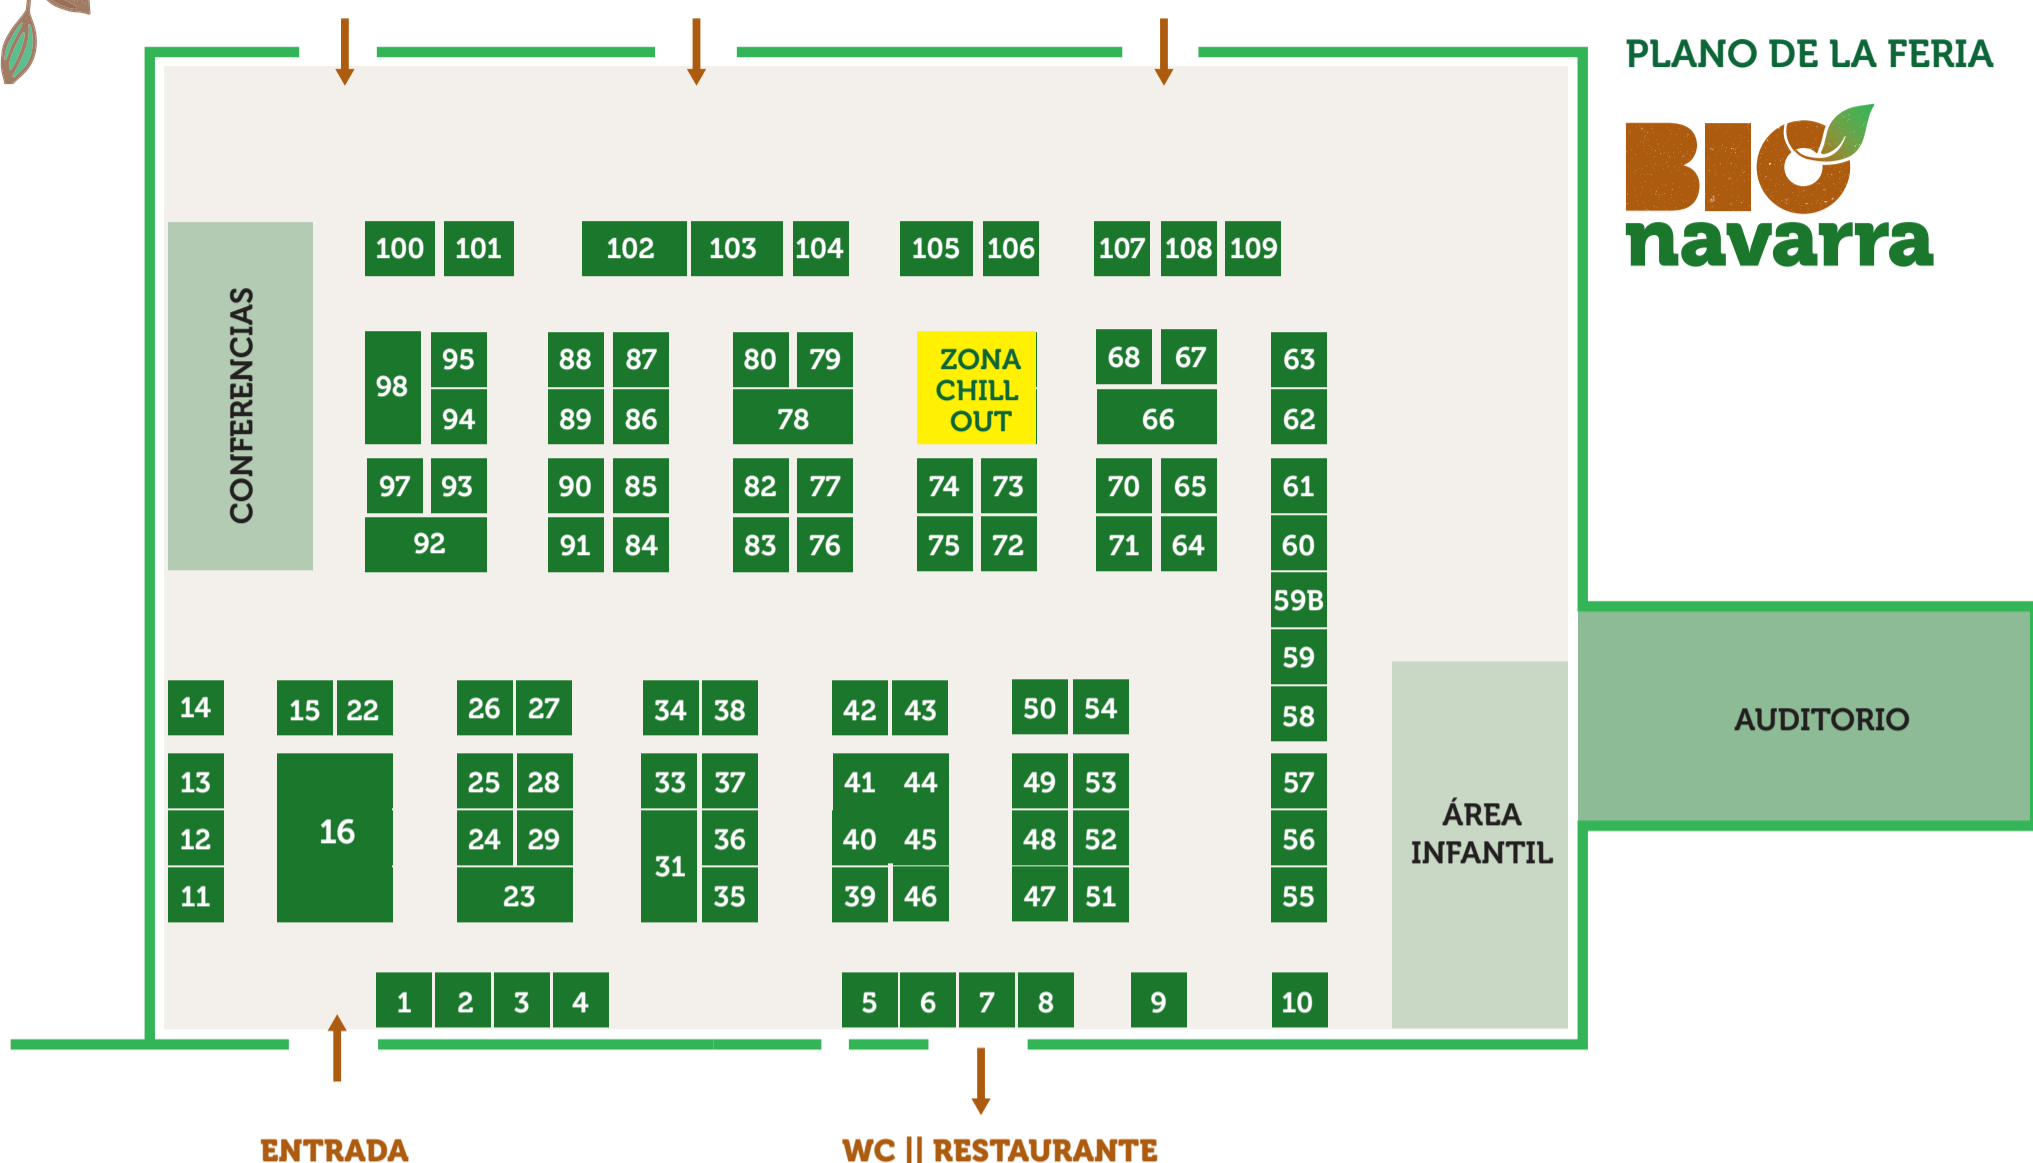 PLANO DE LA FERIA
BIO
navarra
100 101 102 103 104 105 106 107 108 109
CONFERENCIAS
98 95 88 87 80 79 ZONA CHILL OUT 68 67 63
94 89 86 78 66 62
97 93 90 85 82 77 74 73 70 65 61
92 91 84 83 76 75 72 71 64 60
59B
59
14 15 22 26 27 34 38 42 43 50 54 58
AUDITORIO
13 16 25 28 33 37 41 44 49 53 57
12 24 29 31 36 40 45 48 52 56
11 23 35 39 46 47 51 55
ÁREA
INFANTIL
1 2 3 4 5 6 7 8 9 10
ENTRADA
WC || RESTAURANTE